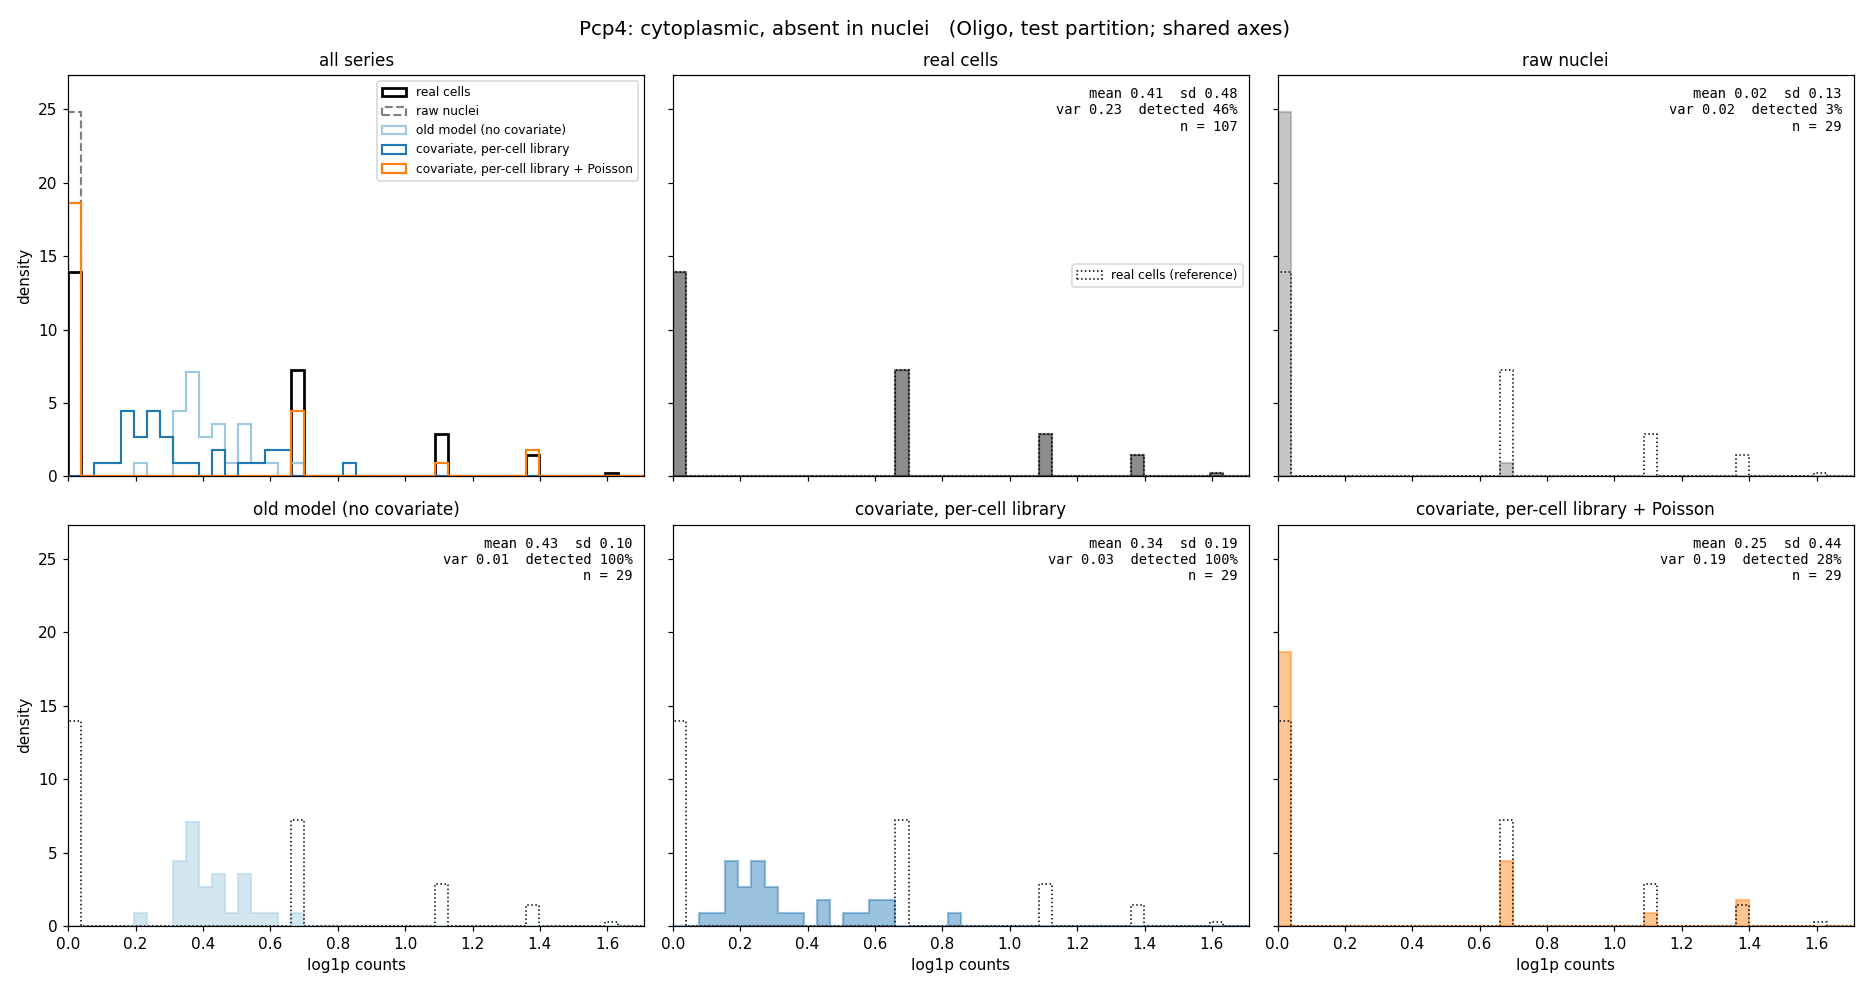 Pcp4: cytoplasmic, absent in nuclei   (Oligo, test partition; shared axes)
all series
real cells
raw nuclei
old model (no covariate)
covariate, per-cell library
covariate, per-cell library + Poisson
density
25
20
15
10
5
0
real cells
mean 0.41  sd 0.48
var 0.23  detected 46%
n = 107
real cells (reference)
raw nuclei
mean 0.02  sd 0.13
var 0.02  detected 3%
n = 29
old model (no covariate)
mean 0.43  sd 0.10
var 0.01  detected 100%
n = 29
density
25
20
15
10
5
0
0.0 0.2 0.4 0.6 0.8 1.0 1.2 1.4 1.6
log1p counts
covariate, per-cell library
mean 0.34  sd 0.19
var 0.03  detected 100%
n = 29
0.0 0.2 0.4 0.6 0.8 1.0 1.2 1.4 1.6
log1p counts
covariate, per-cell library + Poisson
mean 0.25  sd 0.44
var 0.19  detected 28%
n = 29
0.0 0.2 0.4 0.6 0.8 1.0 1.2 1.4 1.6
log1p counts